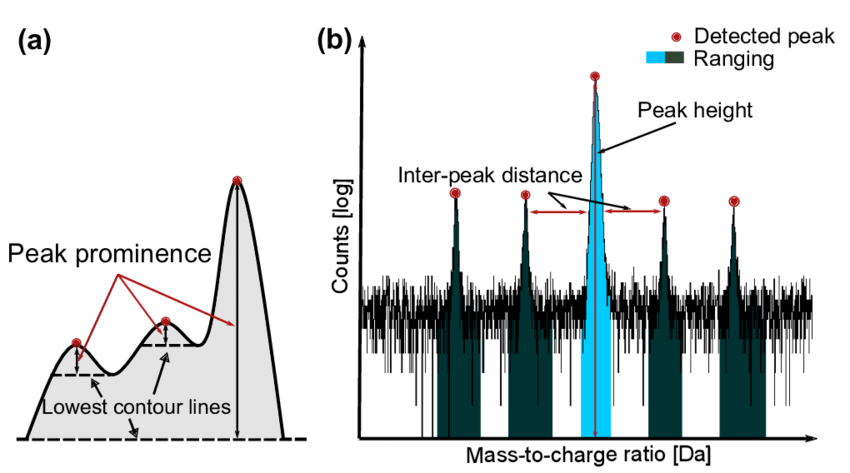 (a)
Peak prominence
Lowest contour lines
(b)
Detected peak
Ranging
Peak height
Inter-peak distance
Counts [log]
Mass-to-charge ratio [Da]